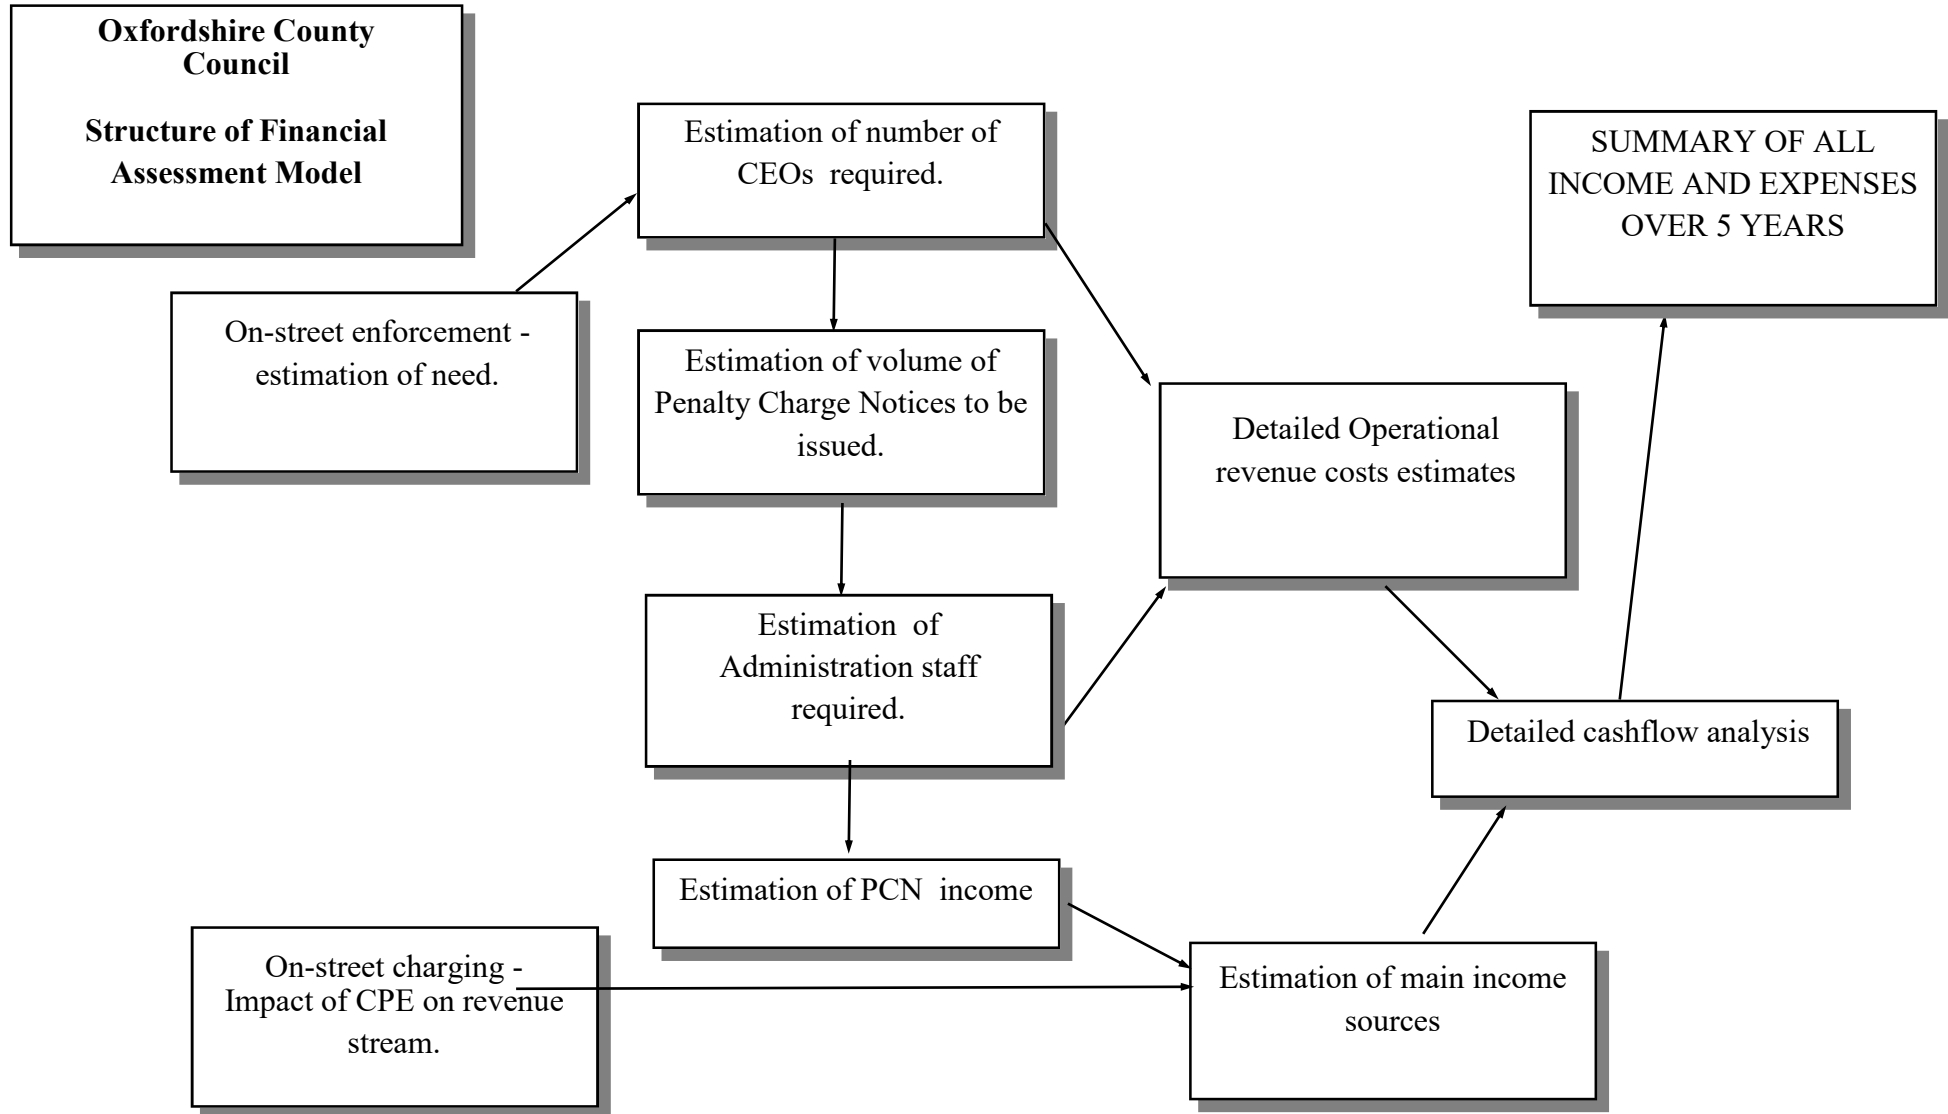 Oxfordshire County
Council
Structure of Financial
Assessment Model
Estimation of number of
CEOs  required.
SUMMARY OF ALL
INCOME AND EXPENSES
OVER 5 YEARS
On-street enforcement -
estimation of need.
Estimation of volume of
Penalty Charge Notices to be
issued.
Detailed Operational
revenue costs estimates
Estimation  of
Administration staff
required.
Detailed cashflow analysis
Estimation of PCN  income
On-street charging -
Impact of CPE on revenue
stream.
Estimation of main income
sources